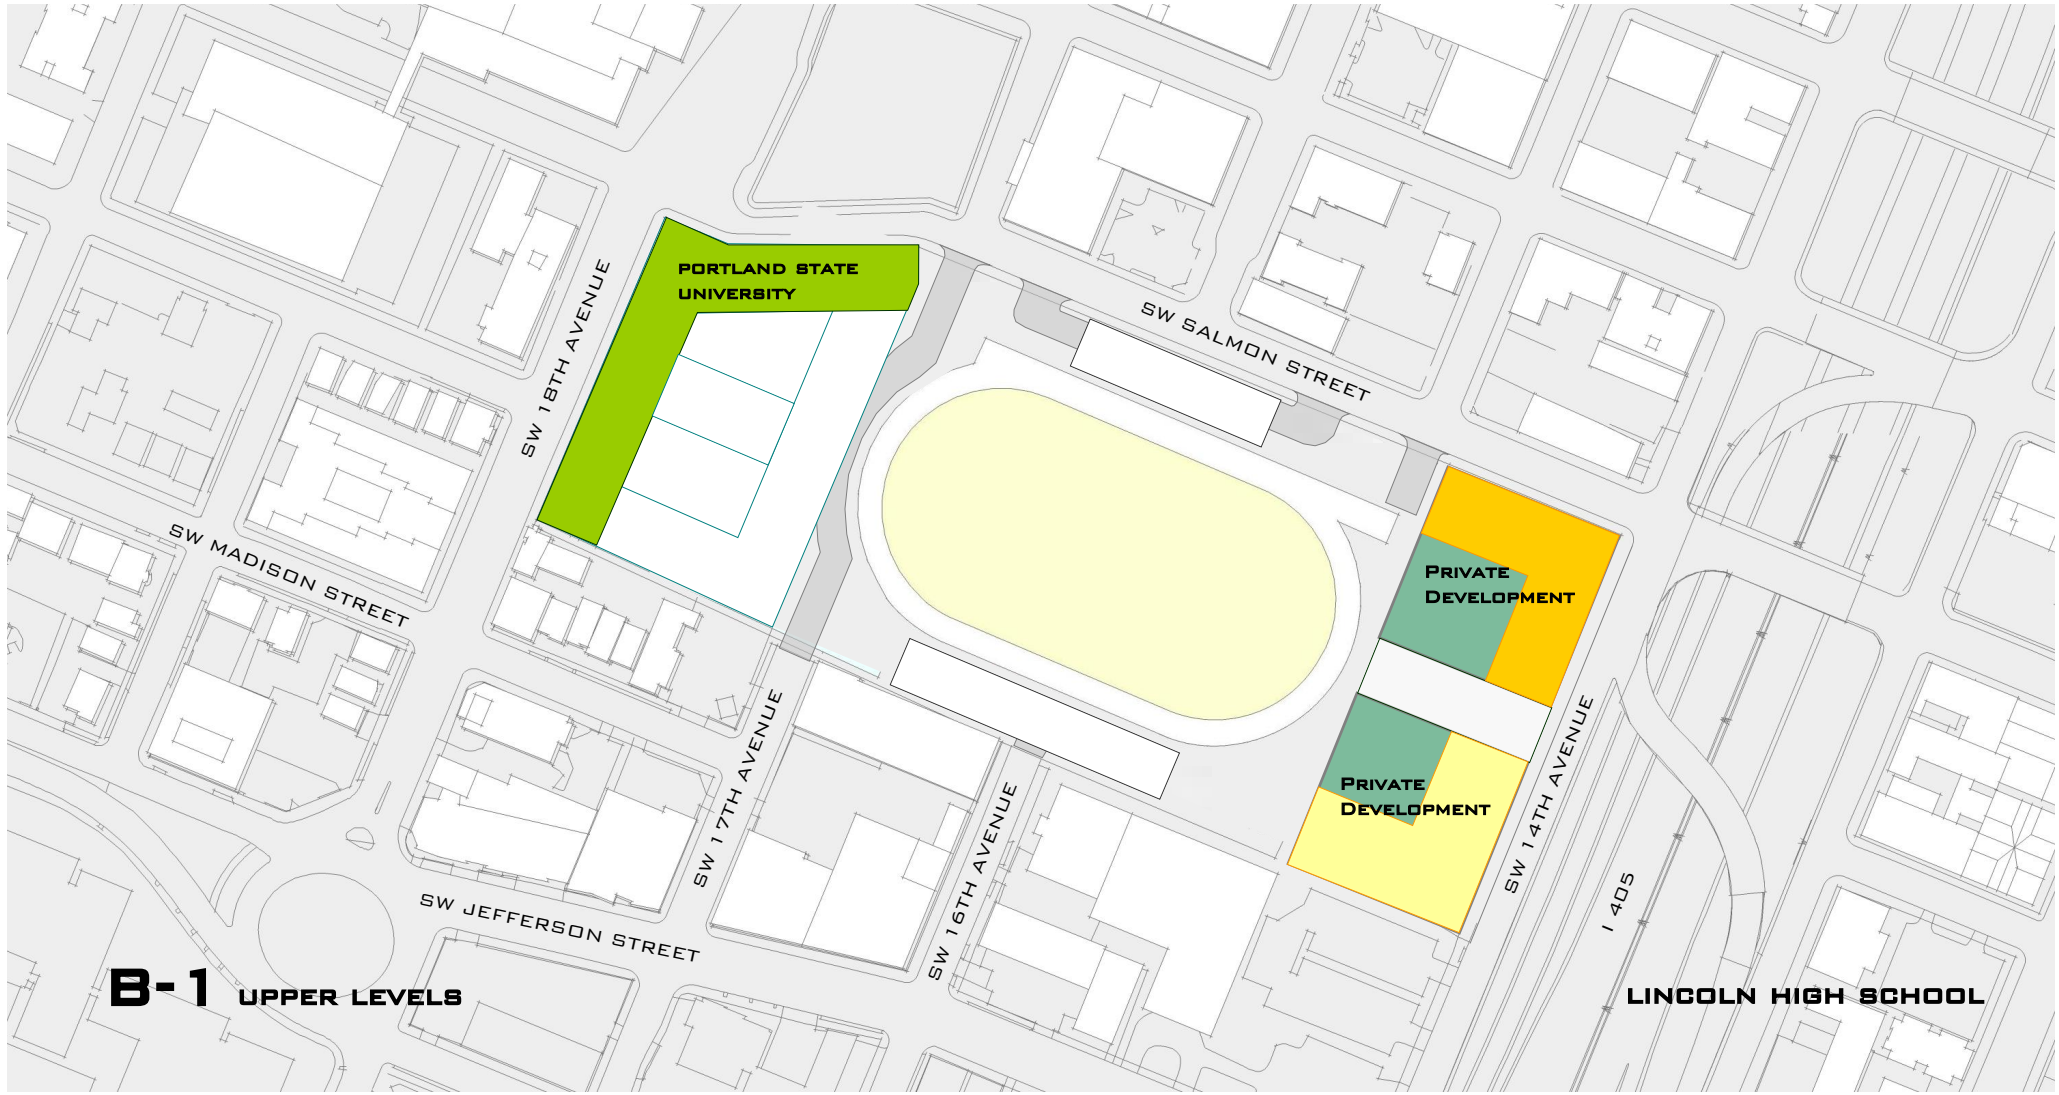 PORTLAND STATE
UNIVERSITY
SW 18TH AVENUE
SW SALMON STREET
SW MADISON STREET
PRIVATE
DEVELOPMENT
PRIVATE
DEVELOPMENT
SW 17TH AVENUE
SW 16TH AVENUE
SW 14TH AVENUE
I 405
SW JEFFERSON STREET
B-1 UPPER LEVELS
LINCOLN HIGH SCHOOL